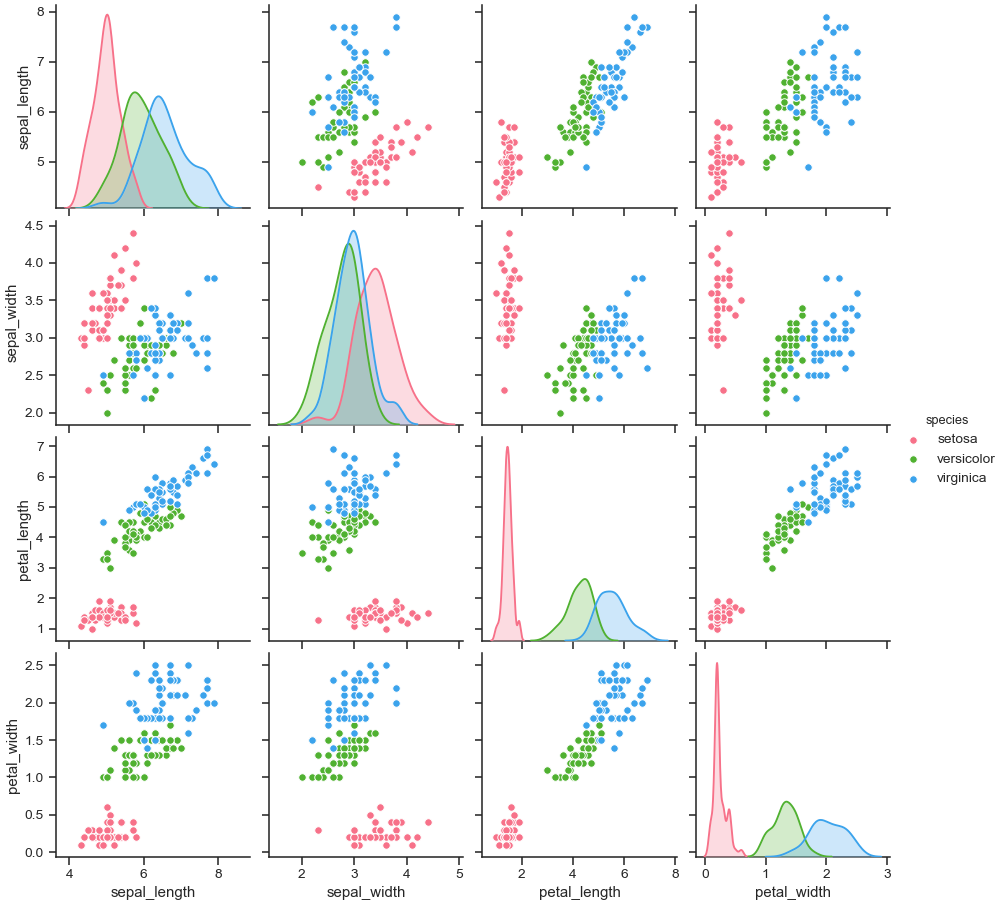 8
7
6
5
sepal_length
4.5
4.0
3.5
3.0
2.5
2.0
sepal_width
species
setosa
versicolor
virginica
7
6
5
4
3
2
1
petal_length
2.5
2.0
1.5
1.0
0.5
0.0
petal_width
4 6 8
2 3 4 5
2 4 6 8
0 1 2 3
sepal_length
sepal_width
petal_length
petal_width